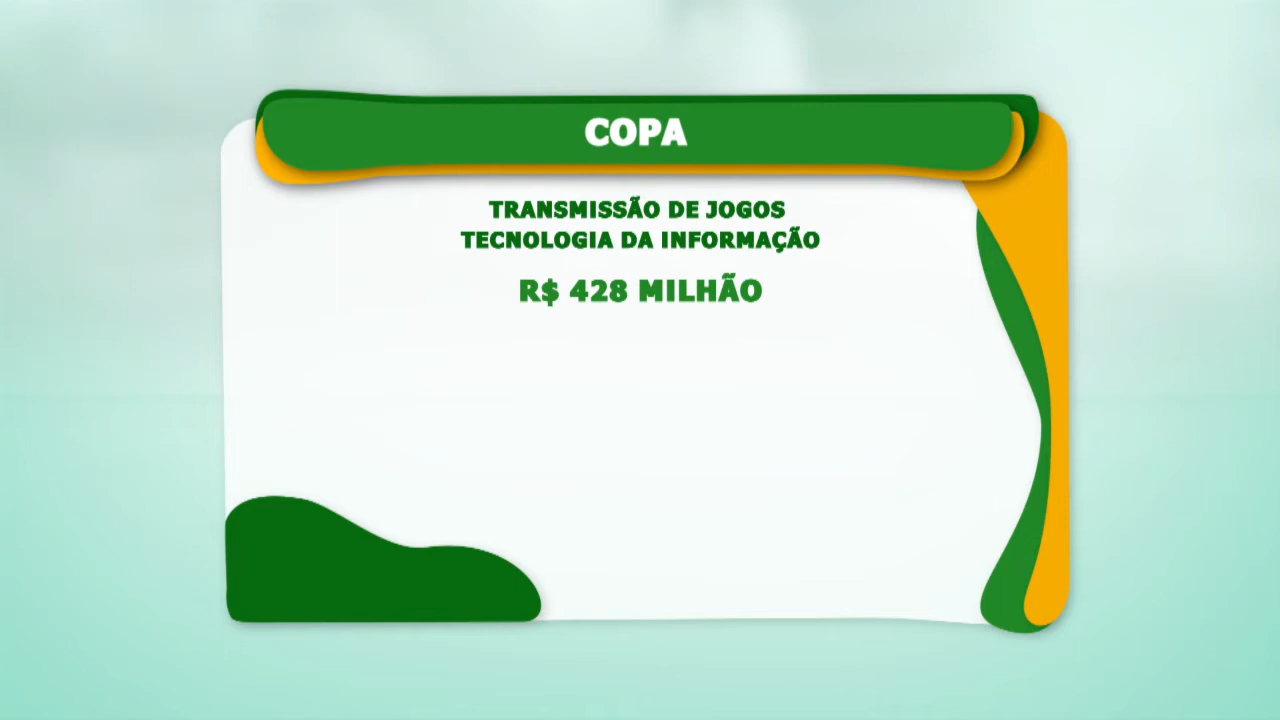 COPA
TRANSMISSÃO DE JOGOS
TECNOLOGIA DA INFORMAÇÃO
R$ 428 MILHÃO